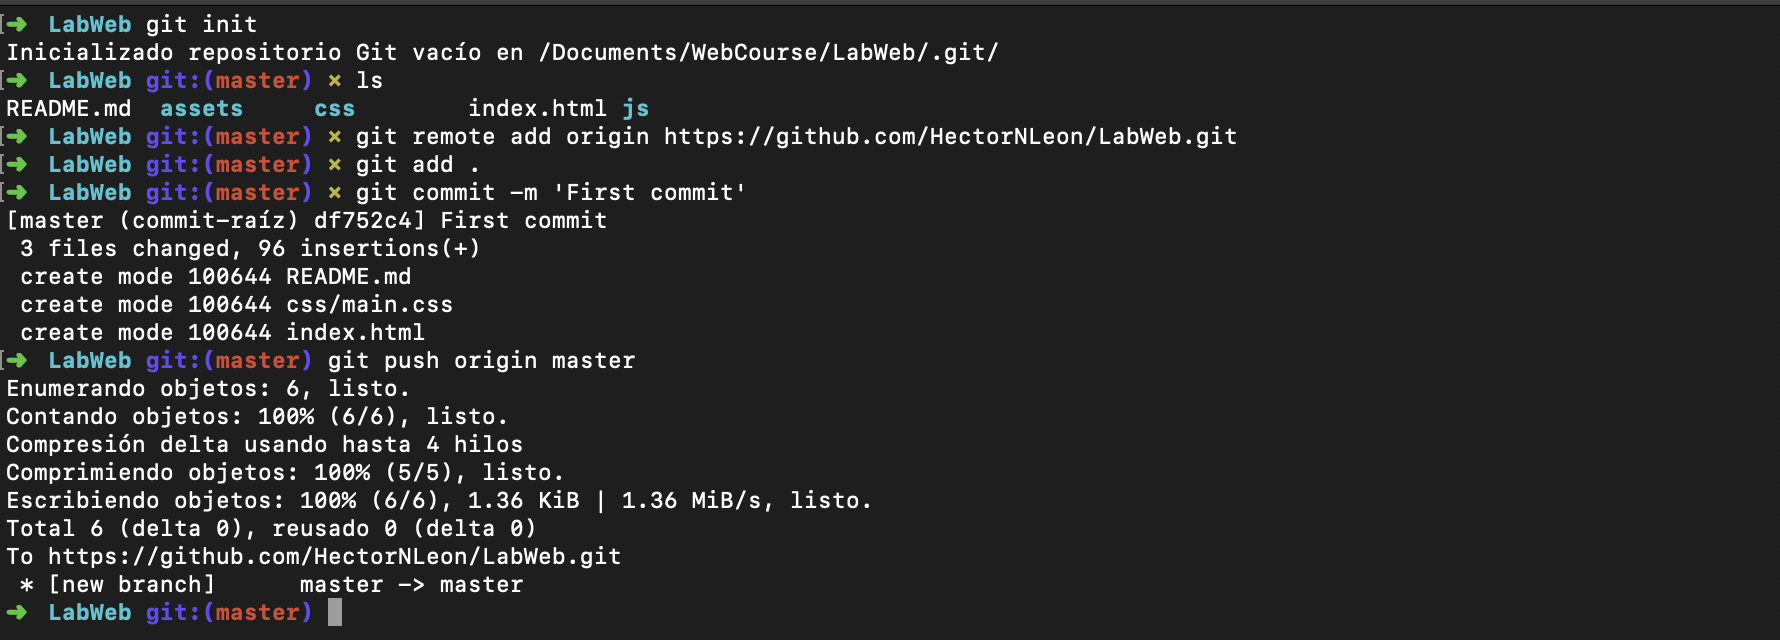 [➜ LabWeb git init
Inicializado repositorio Git vacío en /Documents/WebCourse/LabWeb/.git/
[➜ LabWeb git:(master) × ls
README.md assets css index.html js
[➜ LabWeb git:(master) × git remote add origin https://github.com/HectorNLeon/LabWeb.git
[➜ LabWeb git:(master) × git add .
[➜ LabWeb git:(master) × git commit -m 'First commit'
[master (commit-raíz) df752c4] First commit
 3 files changed, 96 insertions(+)
 create mode 100644 README.md
 create mode 100644 css/main.css
 create mode 100644 index.html
[➜ LabWeb git:(master) git push origin master
Enumerando objetos: 6, listo.
Contando objetos: 100% (6/6), listo.
Compresión delta usando hasta 4 hilos
Comprimiendo objetos: 100% (5/5), listo.
Escribiendo objetos: 100% (6/6), 1.36 KiB | 1.36 MiB/s, listo.
Total 6 (delta 0), reusado 0 (delta 0)
To https://github.com/HectorNLeon/LabWeb.git
 * [new branch] master -> master
➜ LabWeb git:(master)